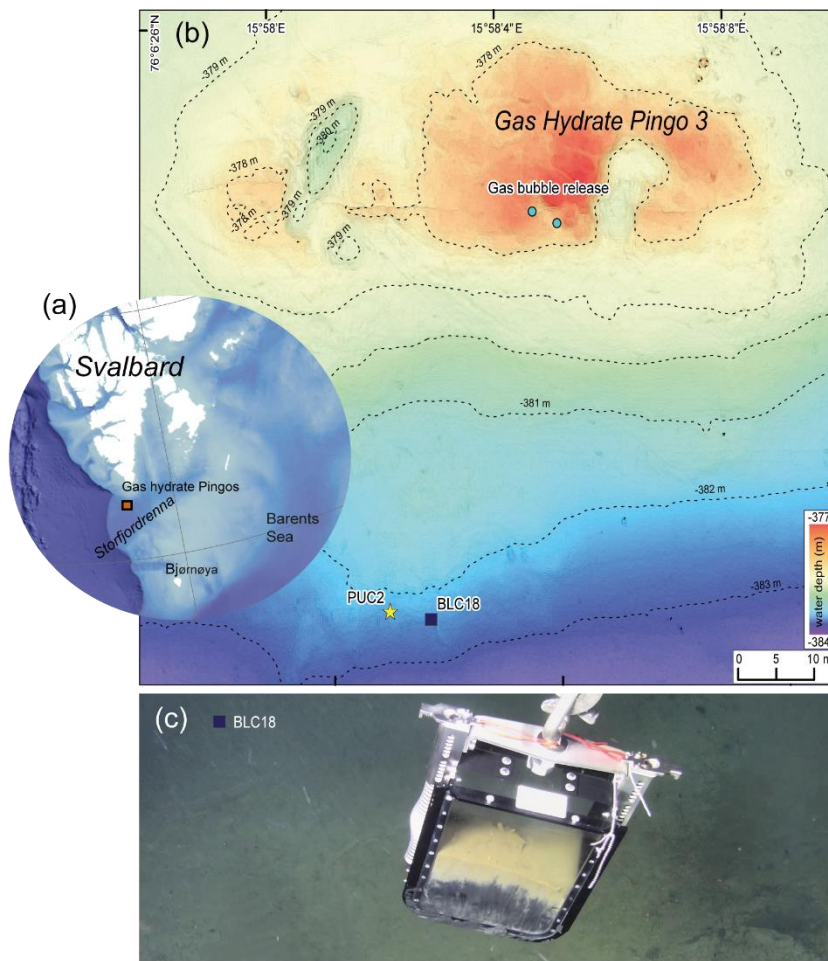 (b)
76°6'26"N
15°58'E
15°58'4"E
15°58'8"E
-379 m
-378 m
-379 m
-380 m
-378 m
-378 m
-379 m
-379 m
Gas Hydrate Pingo 3
Gas bubble release
(a)
Svalbard
Gas hydrate Pingos
Storfjordrenna
Barents
Sea
Bjørnøya
-381 m
-382 m
-383 m
PUC2
BLC18
-377
water depth (m)
-384
0 5 10 m
(c)
BLC18